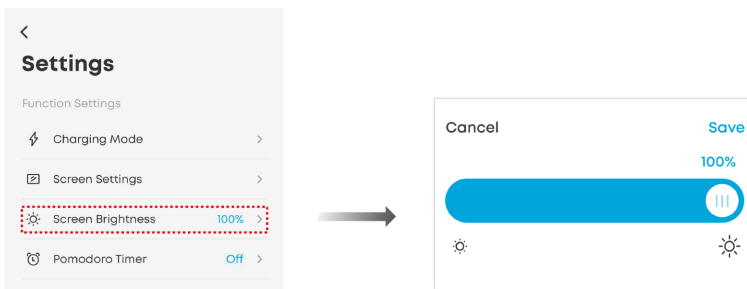 Settings
Function Settings
Charging Mode
Screen Settings
Screen Brightness 100%
Pomodoro Timer Off
Cancel Save
100%